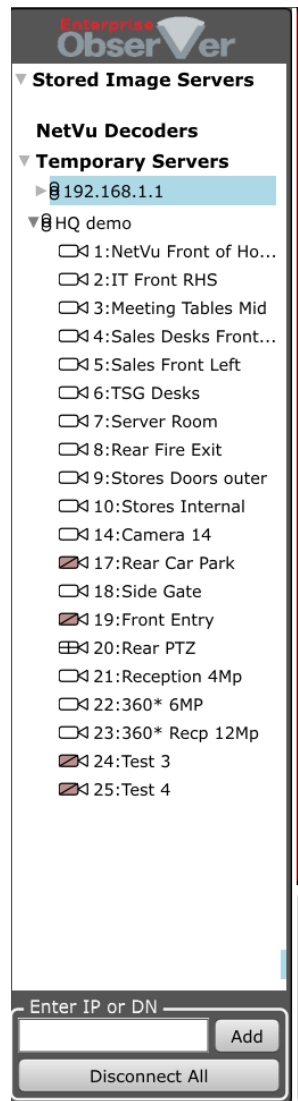 Enterprise
ObserVer
Stored Image Servers
NetVu Decoders
Temporary Servers
192.168.1.1
HQ demo
1:NetVu Front of Ho...
2:IT Front RHS
3:Meeting Tables Mid
4:Sales Desks Front...
5:Sales Front Left
6:TSG Desks
7:Server Room
8:Rear Fire Exit
9:Stores Doors outer
10:Stores Internal
14:Camera 14
17:Rear Car Park
18:Side Gate
19:Front Entry
20:Rear PTZ
21:Reception 4Mp
22:360* 6MP
23:360* Recp 12Mp
24:Test 3
25:Test 4
Enter IP or DN
Add
Disconnect All